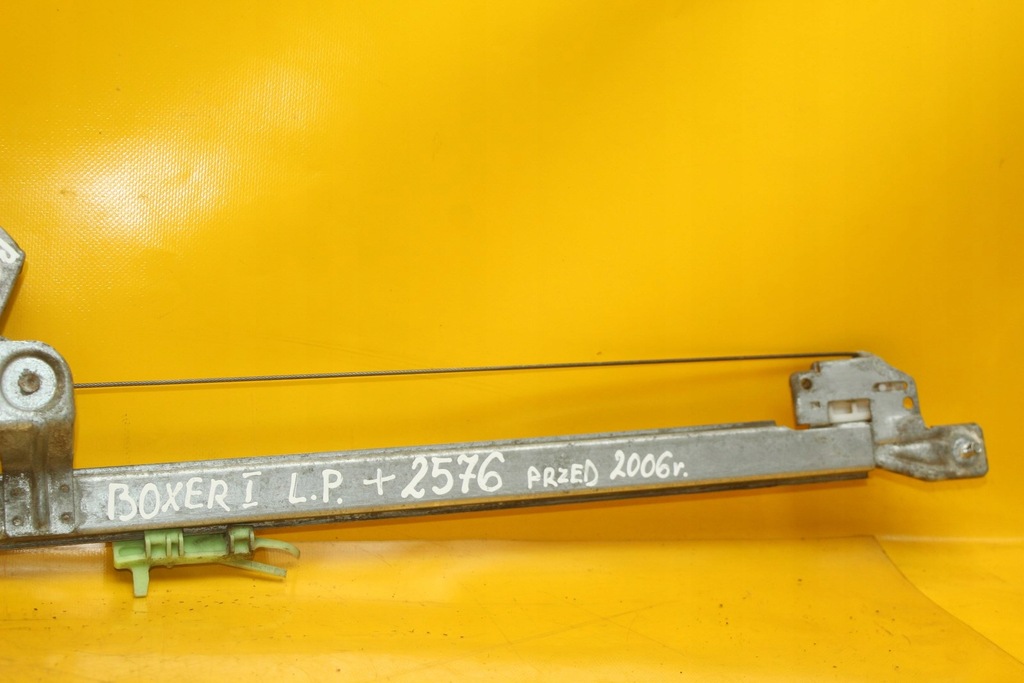 BOXER I L.P. + 2576 PRZED 2006r.